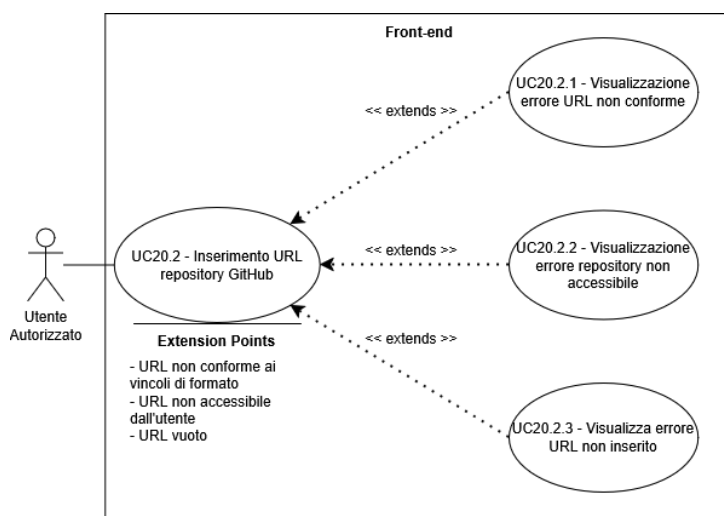 Front-end
UC20.2.1 - Visualizzazione
errore URL non conforme
<< extends >>
UC20.2 - Inserimento URL
repository GitHub
<< extends >>
UC20.2.2 - Visualizzazione
errore repository non
accessibile
Utente
Autorizzato
Extension Points
- URL non conforme ai
vincoli di formato
- URL non accessibile
dall'utente
- URL vuoto
<< extends >>
UC20.2.3 - Visualizza errore
URL non inserito